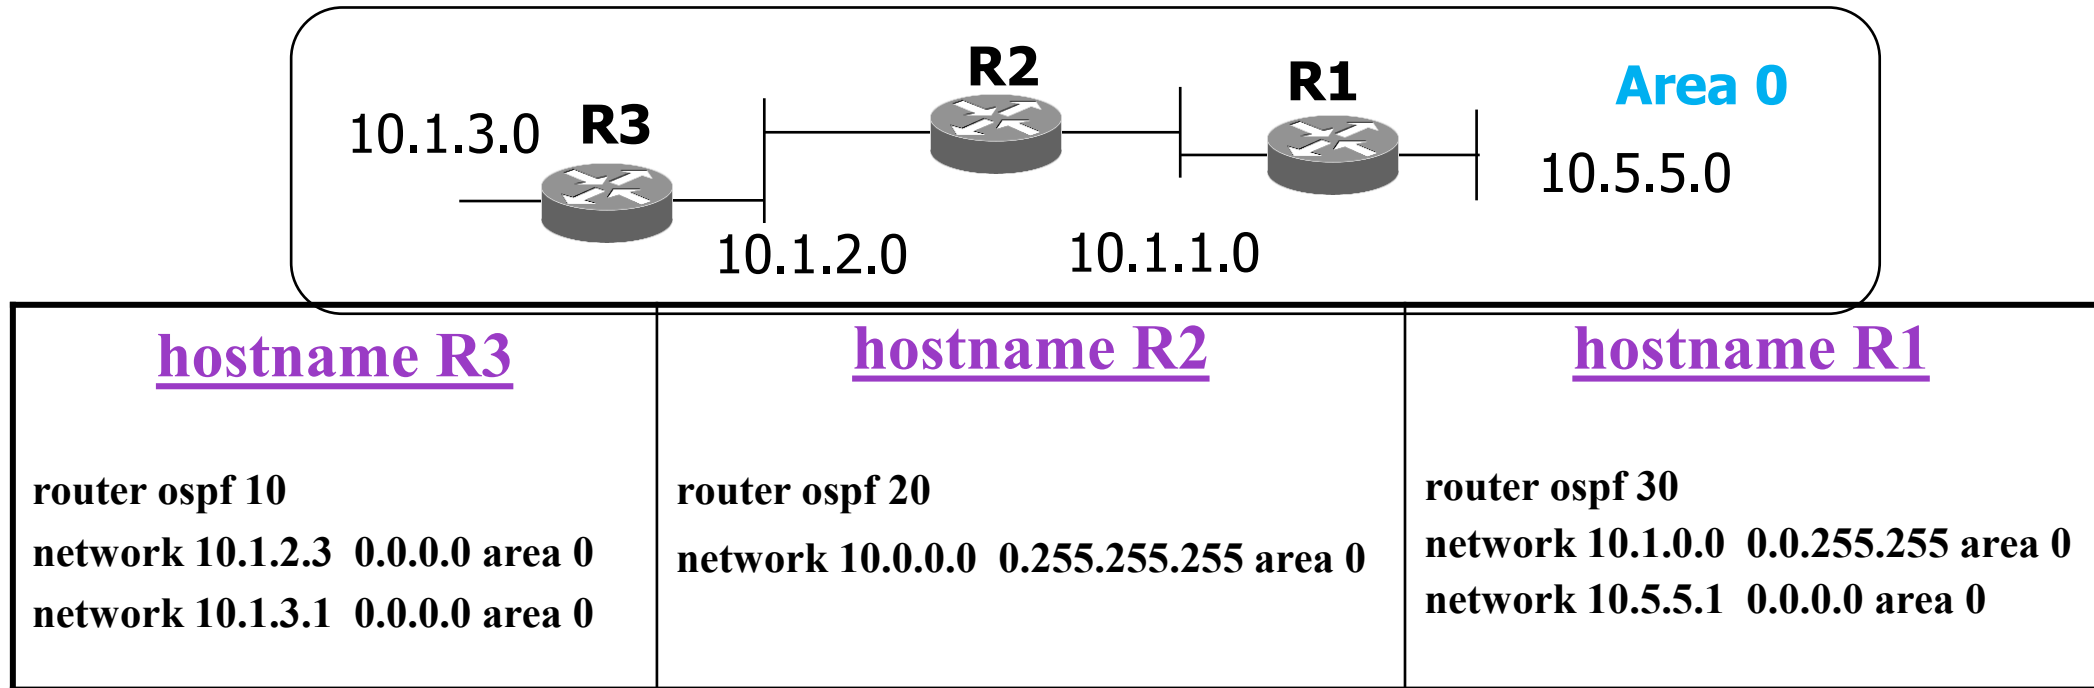 R2
R1
Area 0
10.1.3.0
R3
10.5.5.0
10.1.2.0
10.1.1.0
hostname R3
router ospf 10
network 10.1.2.3 0.0.0.0 area 0
network 10.1.3.1 0.0.0.0 area 0
hostname R2
router ospf 20
network 10.0.0.0 0.255.255.255 area 0
hostname R1
router ospf 30
network 10.1.0.0 0.0.255.255 area 0
network 10.5.5.1 0.0.0.0 area 0